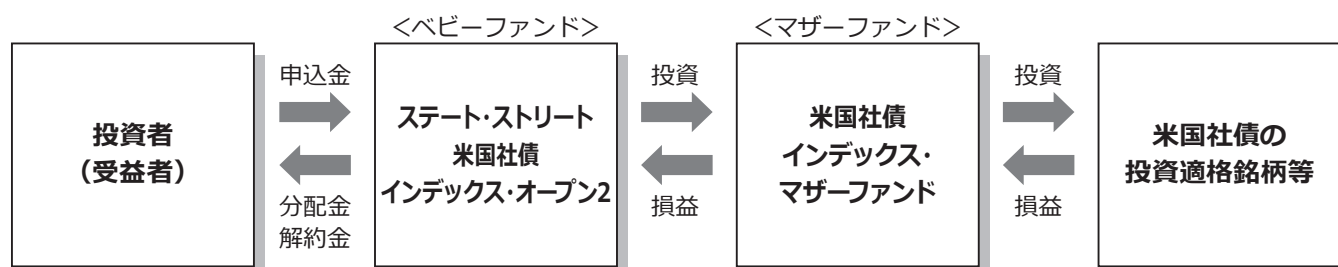 ＜ベビーファンド＞
＜マザーファンド＞
投資者
（受益者）
申込金
分配金
解約金
ステート・ストリート
米国社債
インデックス・オープン2
投資
損益
米国社債
インデックス・
マザーファンド
投資
損益
米国社債の
投資適格銘柄等